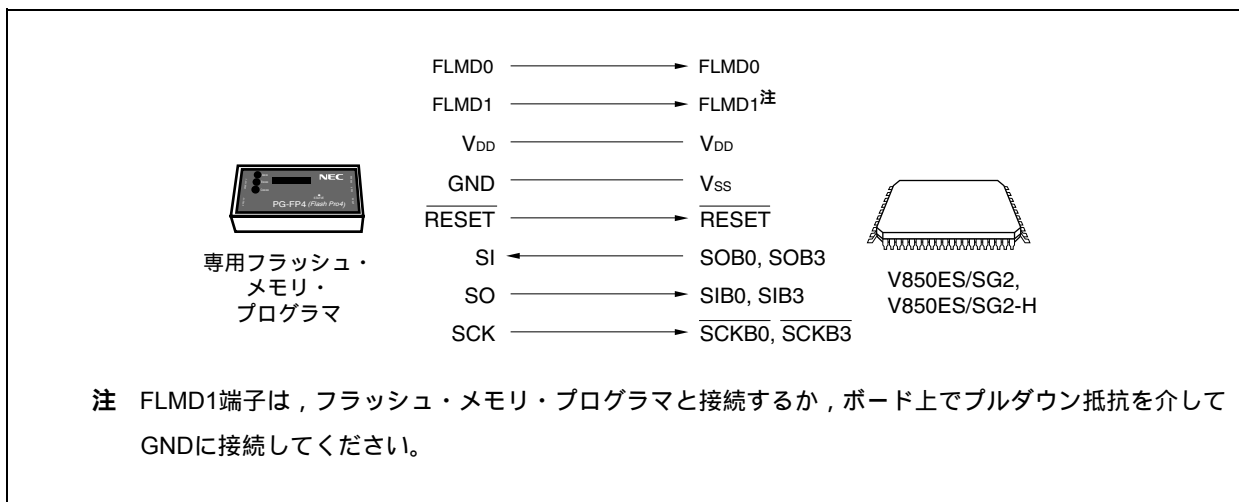 FLMD0 FLMD0
FLMD1 FLMD1注
VDD VDD
GND VSS
RESET RESET
SI SOB0, SOB3
SO SIB0, SIB3
SCK SCKB0, SCKB3
NEC
PG-FP4 (Flash Pro4)
専用フラッシュ・
メモリ・
プログラマ
V850ES/SG2,
V850ES/SG2-H
注 FLMD1端子は，フラッシュ・メモリ・プログラマと接続するか，ボード上でプルダウン抵抗を介して
GNDに接続してください。